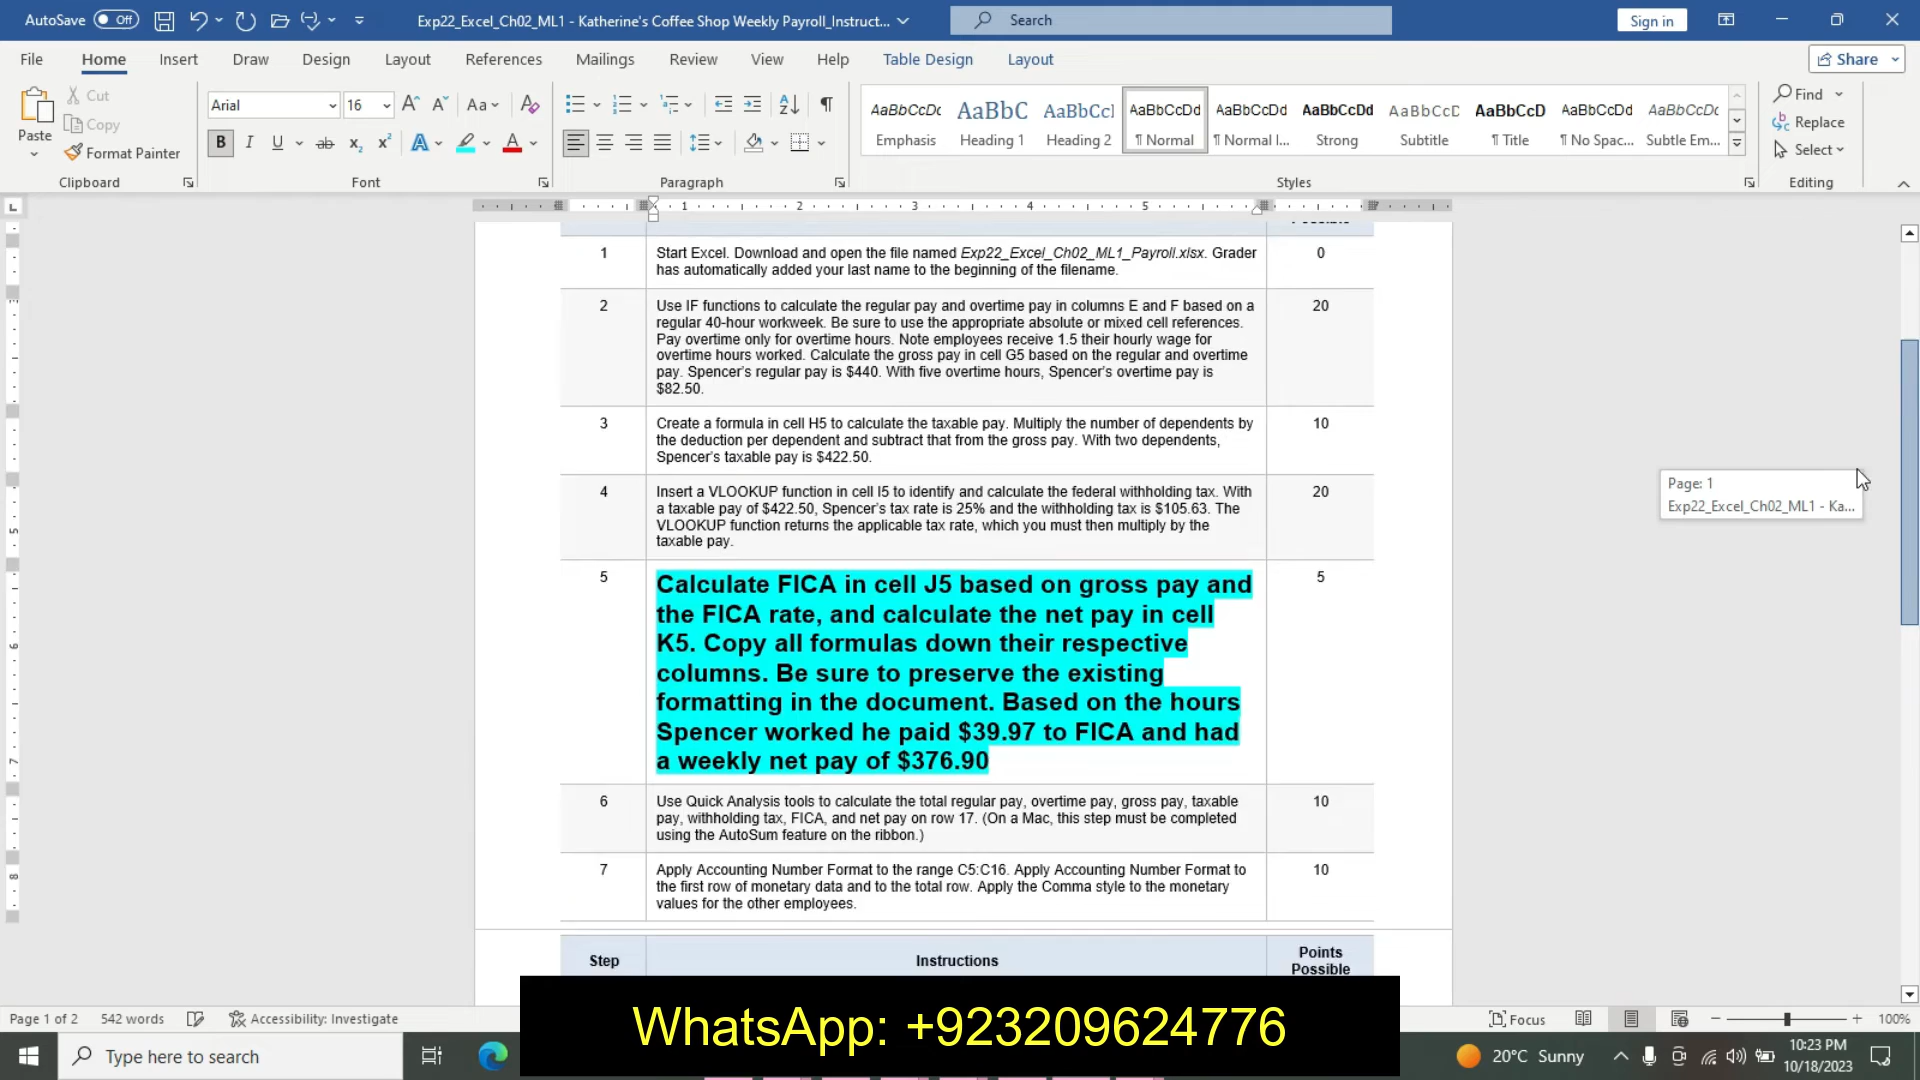 AutoSave Off Exp22_Excel_Ch02_ML1 - Katherine's Coffee Shop Weekly Payroll_Instruct... Search Sign in
File Home Insert Draw Design Layout References Mailings Review View Help Table Design Layout Share
Paste Cut Copy Format Painter
Clipboard
Arial 16 Aa
B I U ab x₂ x² A A
Font
Paragraph
AaBbCcDc AaBbC AaBbCcI AaBbCcDd AaBbCcDd AaBbCcDd AaBbCcD AaBbCcD AaBbCcDd AaBbCcDc
Emphasis Heading 1 Heading 2 ¶ Normal ¶ Normal I... Strong Subtitle ¶ Title ¶ No Spac... Subtle Em...
Styles
Find
Replace
Select
Editing
1 2 3 4 5
1 Start Excel. Download and open the file named Exp22_Excel_Ch02_ML1_Payroll.xlsx. Grader 0
has automatically added your last name to the beginning of the filename.
2 Use IF functions to calculate the regular pay and overtime pay in columns E and F based on a 20
regular 40-hour workweek. Be sure to use the appropriate absolute or mixed cell references.
Pay overtime only for overtime hours. Note employees receive 1.5 their hourly wage for
overtime hours worked. Calculate the gross pay in cell G5 based on the regular and overtime
pay. Spencer's regular pay is $440. With five overtime hours, Spencer's overtime pay is
$82.50.
3 Create a formula in cell H5 to calculate the taxable pay. Multiply the number of dependents by 10
the deduction per dependent and subtract that from the gross pay. With two dependents,
Spencer's taxable pay is $422.50.
4 Insert a VLOOKUP function in cell I5 to identify and calculate the federal withholding tax. With 20
a taxable pay of $422.50, Spencer's tax rate is 25% and the withholding tax is $105.63. The
VLOOKUP function returns the applicable tax rate, which you must then multiply by the
taxable pay.
5 Calculate FICA in cell J5 based on gross pay and 5
the FICA rate, and calculate the net pay in cell
K5. Copy all formulas down their respective
columns. Be sure to preserve the existing
formatting in the document. Based on the hours
Spencer worked he paid $39.97 to FICA and had
a weekly net pay of $376.90
6 Use Quick Analysis tools to calculate the total regular pay, overtime pay, gross pay, taxable 10
pay, withholding tax, FICA, and net pay on row 17. (On a Mac, this step must be completed
using the AutoSum feature on the ribbon.)
7 Apply Accounting Number Format to the range C5:C16. Apply Accounting Number Format to 10
the first row of monetary data and to the total row. Apply the Comma style to the monetary
values for the other employees.
Step Instructions Points
Possible
Page: 1
Exp22_Excel_Ch02_ML1 - Ka...
WhatsApp: +923209624776
Page 1 of 2 542 words Accessibility: Investigate Focus 100%
Type here to search 20°C Sunny 10:23 PM
10/18/2023